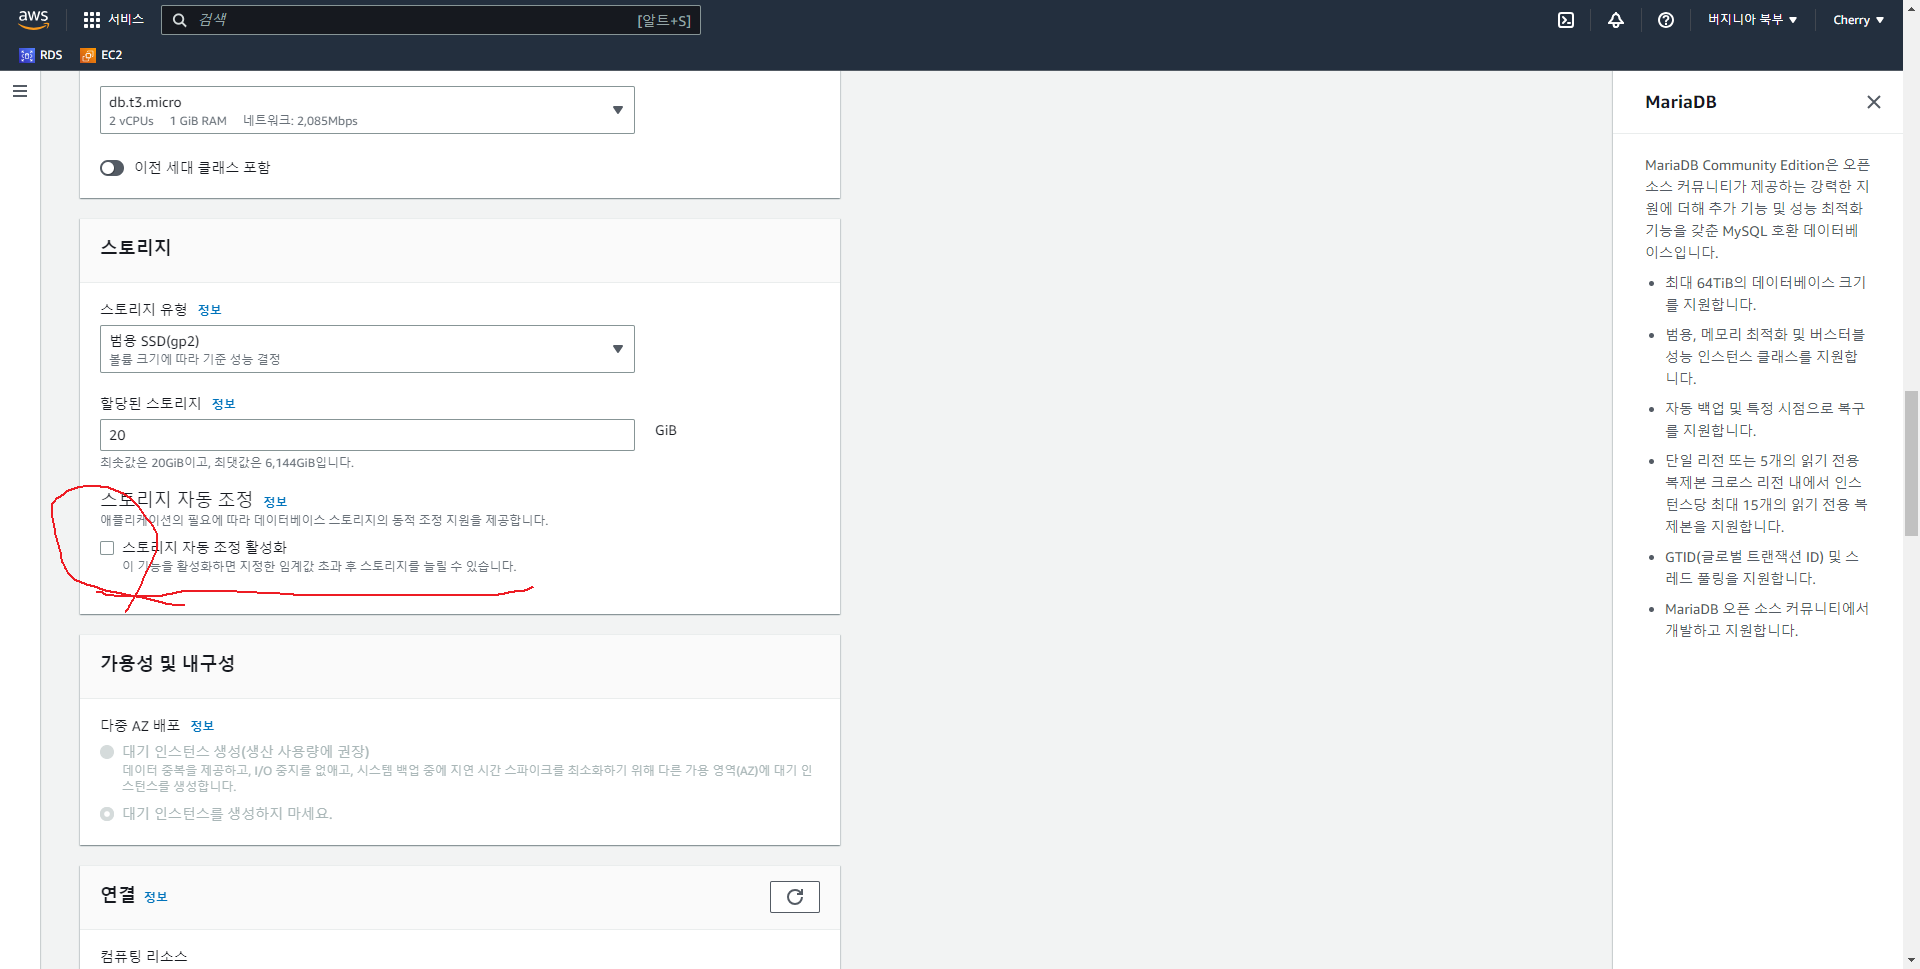 aws
서비스
검색
[알트+S]
버지니아 북부
Cherry
RDS
EC2
db.t3.micro
2 vCPUs 1 GiB RAM 네트워크: 2,085Mbps
이전 세대 클래스 포함
스토리지
스토리지 유형 정보
범용 SSD(gp2)
볼륨 크기에 따라 기준 성능 결정
할당된 스토리지 정보
20
GiB
최솟값은 20GiB이고, 최댓값은 6,144GiB입니다.
스토리지 자동 조정 정보
애플리케이션의 필요에 따라 데이터베이스 스토리지의 동적 조정 지원을 제공합니다.
스토리지 자동 조정 활성화
이 기능을 활성화하면 지정한 임계값 초과 후 스토리지를 늘릴 수 있습니다.
가용성 및 내구성
다중 AZ 배포 정보
대기 인스턴스 생성(생산 사용량에 권장)
데이터 중복을 제공하고, I/O 중지를 없애고, 시스템 백업 중에 지연 시간 스파이크를 최소화하기 위해 다른 가용 영역(AZ)에 대기 인
스턴스를 생성합니다.
대기 인스턴스를 생성하지 마세요.
연결 정보
컴퓨팅 리소스
MariaDB
MariaDB Community Edition은 오픈
소스 커뮤니티가 제공하는 강력한 지
원에 더해 추가 기능 및 성능 최적화
기능을 갖춘 MySQL 호환 데이터베
이스입니다.
최대 64TiB의 데이터베이스 크기
를 지원합니다.
범용, 메모리 최적화 및 버스터블
성능 인스턴스 클래스를 지원합
니다.
자동 백업 및 특정 시점으로 복구
를 지원합니다.
단일 리전 또는 5개의 읽기 전용
복제본 크로스 리전 내에서 인스
턴스당 최대 15개의 읽기 전용 복
제본을 지원합니다.
GTID(글로벌 트랜잭션 ID) 및 스
레드 풀링을 지원합니다.
MariaDB 오픈 소스 커뮤니티에서
개발하고 지원합니다.